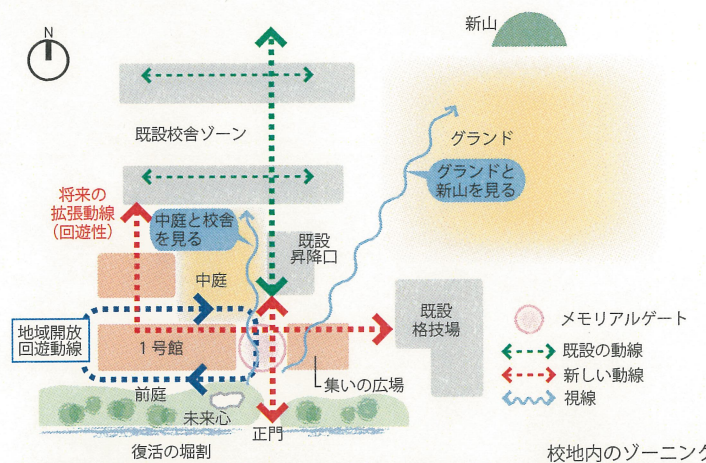 N
新山
既設校舎ゾーン
グランド
グランドと
新山を見る
将来の
拡張動線
(回遊性)
中庭と校舎
を見る
既設
昇降口
中庭
地域開放
回遊動線
1号館
既設
格技場
メモリアルゲート
既設の動線
新しい動線
視線
集いの広場
前庭
未来心
正門
復活の堀割
校地内のゾーニング